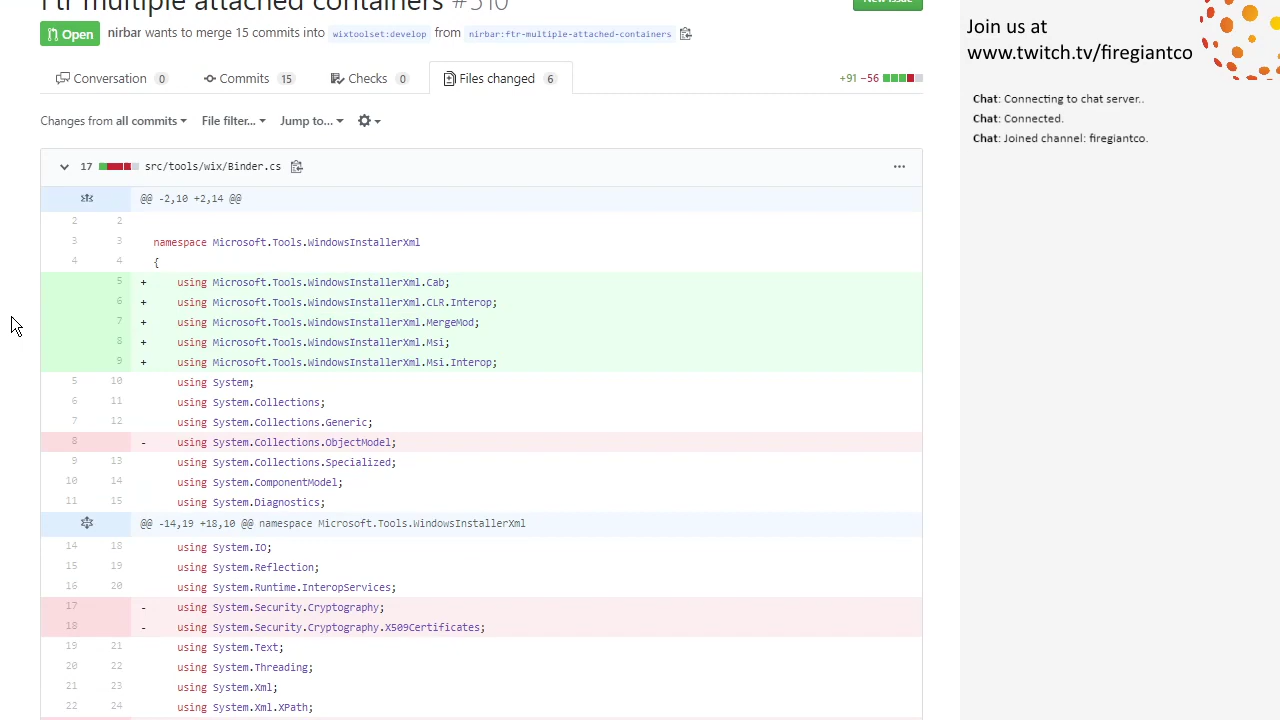 Ftr multiple attached containers #510
New issue
Open nirbar wants to merge 15 commits into wixtoolset:develop from nirbar:ftr-multiple-attached-containers
Conversation 0 Commits 15 Checks 0 Files changed 6 +91 −56
Changes from all commits File filter... Jump to...
17 src/tools/wix/Binder.cs ...
@@ -2,10 +2,14 @@
2 2
3 3 namespace Microsoft.Tools.WindowsInstallerXml
4 4 {
5 + using Microsoft.Tools.WindowsInstallerXml.Cab;
6 + using Microsoft.Tools.WindowsInstallerXml.CLR.Interop;
7 + using Microsoft.Tools.WindowsInstallerXml.MergeMod;
8 + using Microsoft.Tools.WindowsInstallerXml.Msi;
9 + using Microsoft.Tools.WindowsInstallerXml.Msi.Interop;
5 10 using System;
6 11 using System.Collections;
7 12 using System.Collections.Generic;
8 - using System.Collections.ObjectModel;
9 13 using System.Collections.Specialized;
10 14 using System.ComponentModel;
11 15 using System.Diagnostics;
@@ -14,19 +18,10 @@ namespace Microsoft.Tools.WindowsInstallerXml
14 18 using System.IO;
15 19 using System.Reflection;
16 20 using System.Runtime.InteropServices;
17 - using System.Security.Cryptography;
18 - using System.Security.Cryptography.X509Certificates;
19 21 using System.Text;
20 22 using System.Threading;
21 23 using System.Xml;
22 24 using System.Xml.XPath;
Join us at
www.twitch.tv/firegiantco
Chat: Connecting to chat server..
Chat: Connected.
Chat: Joined channel: firegiantco.